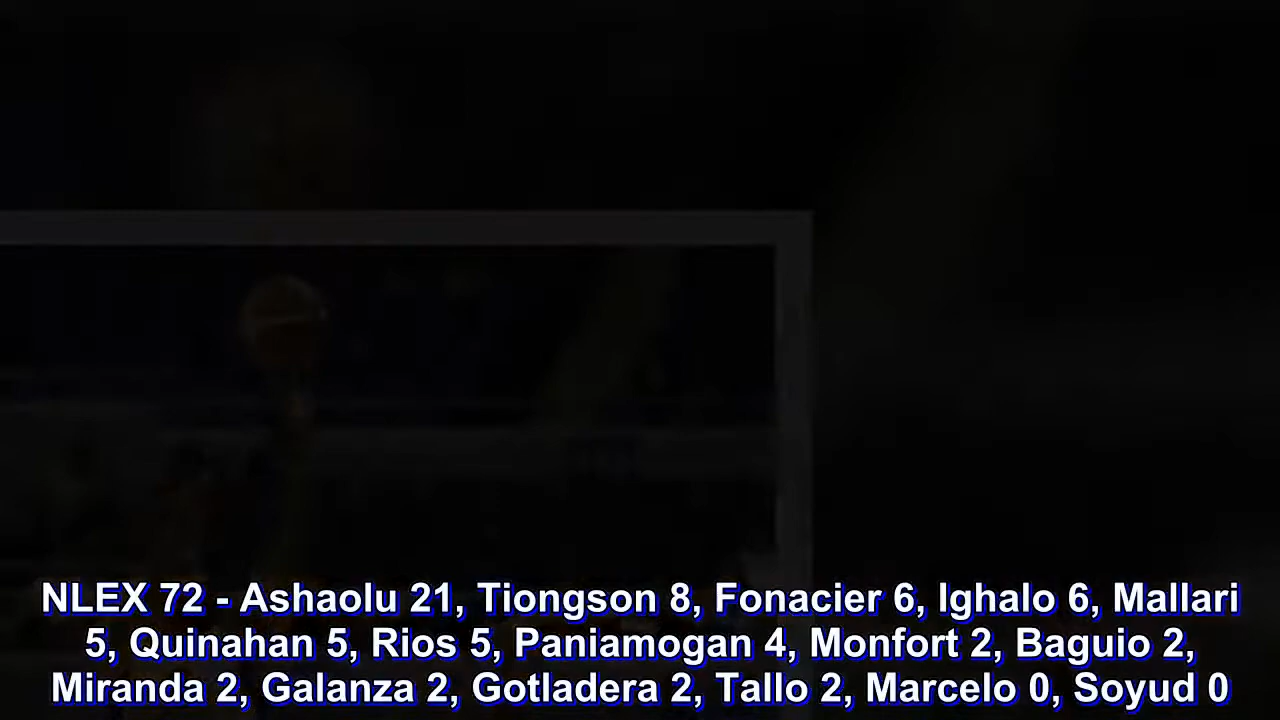 NLEX 72 - Ashaolu 21, Tiongson 8, Fonacier 6, Ighalo 6, Mallari
5, Quinahan 5, Rios 5, Paniamogan 4, Monfort 2, Baguio 2,
Miranda 2, Galanza 2, Gotladera 2, Tallo 2, Marcelo 0, Soyud 0